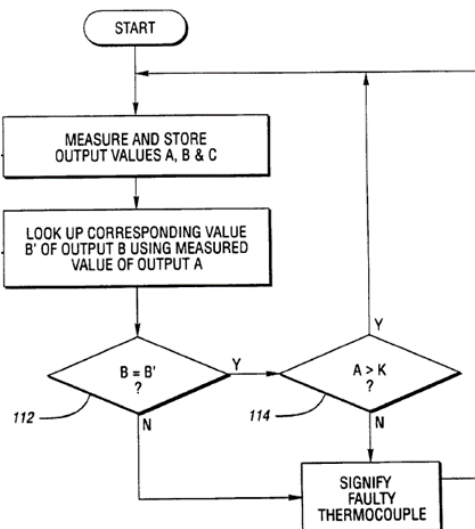 START
MEASURE AND STORE
OUTPUT VALUES A, B & C
LOOK UP CORRESPONDING VALUE
B' OF OUTPUT B USING MEASURED
VALUE OF OUTPUT A
B = B'
?
Y
N
112
A > K
?
Y
N
114
SIGNIFY
FAULTY
THERMOCOUPLE